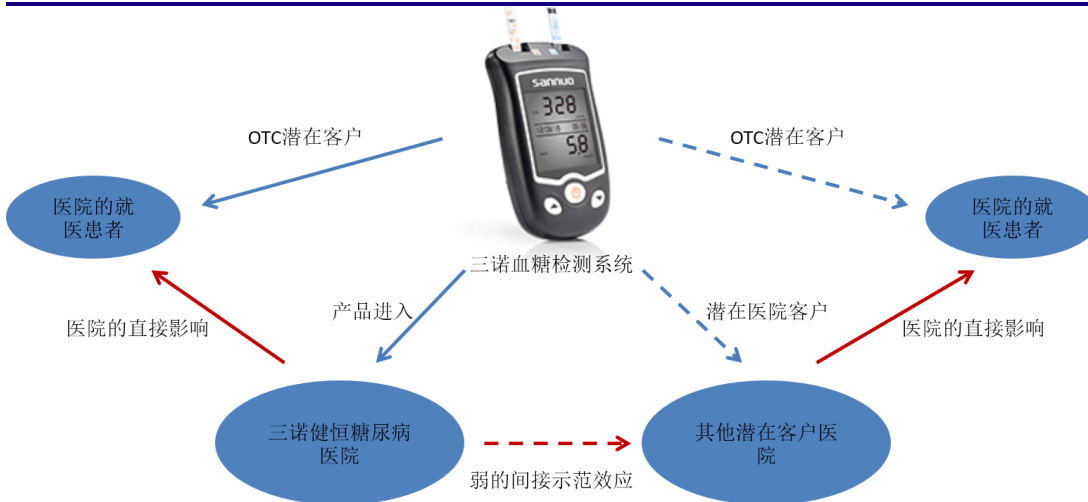 sannuo
328
5.8
OTC潜在客户
OTC潜在客户
医院的就
医患者
医院的就
医患者
三诺血糖检测系统
产品进入
潜在医院客户
医院的直接影响
医院的直接影响
三诺健恒糖尿病
医院
其他潜在客户医
院
弱的间接示范效应